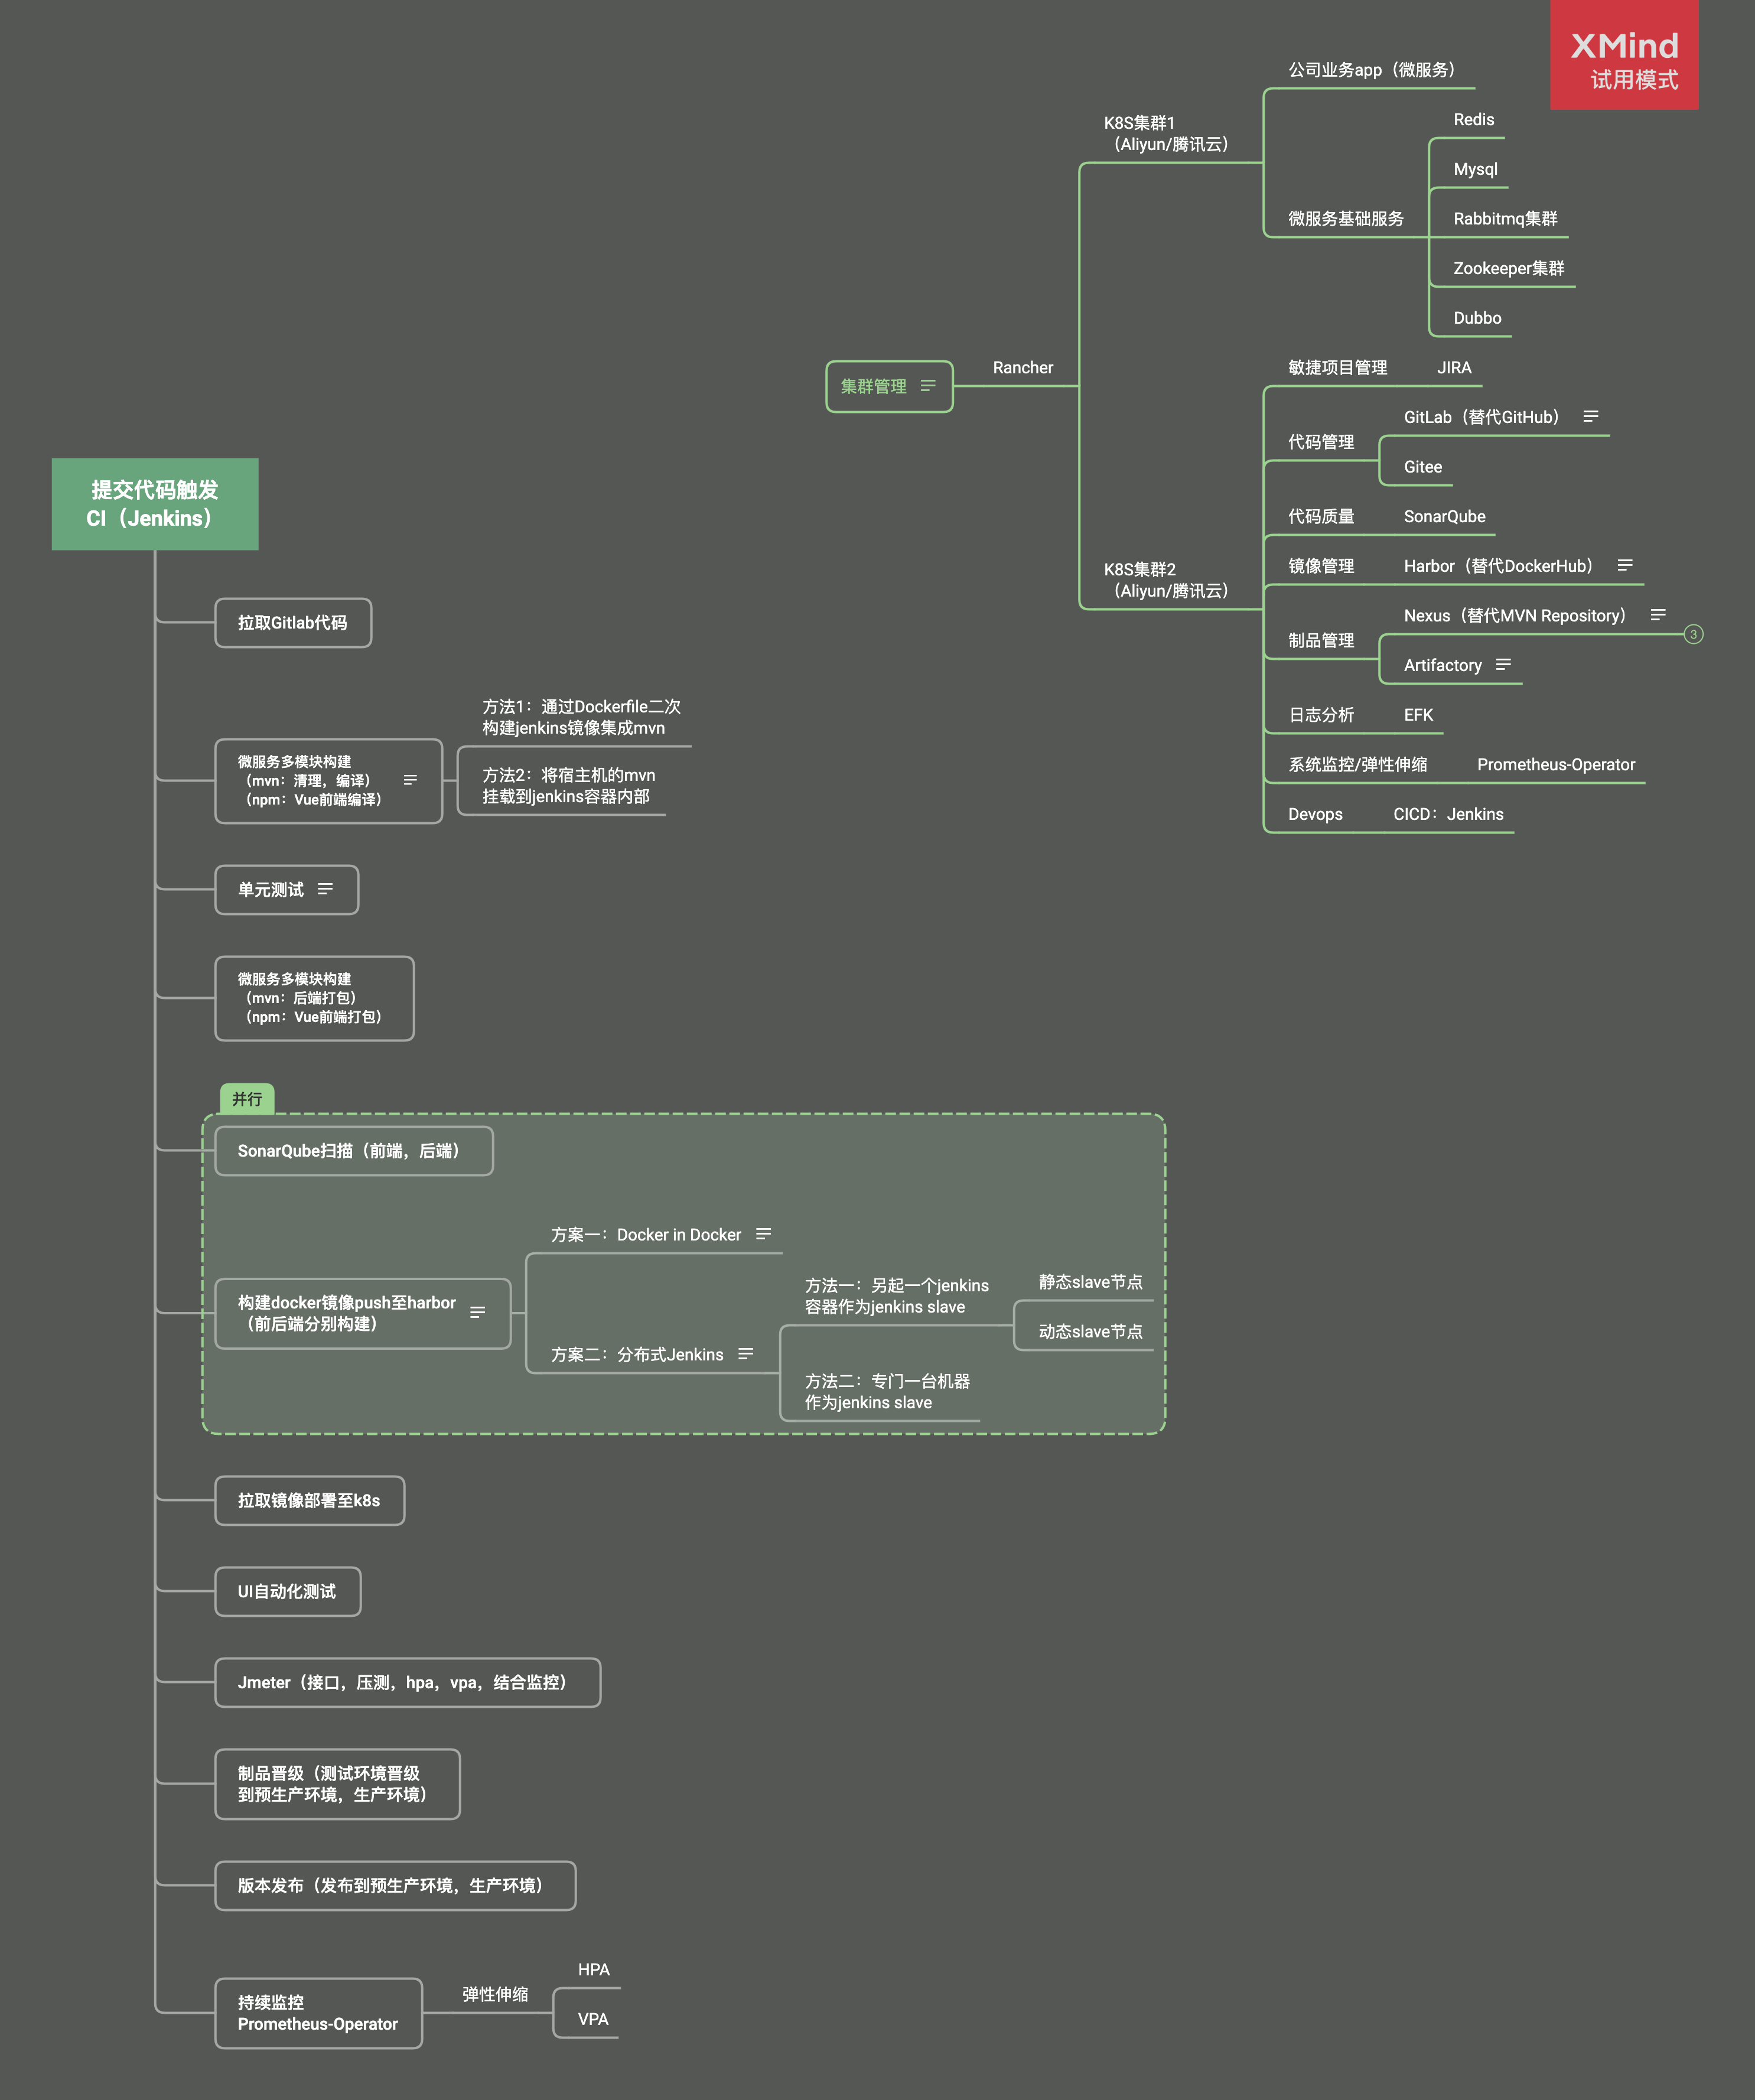 XMind
试用模式
公司业务app（微服务）
K8S集群1
（Aliyun/腾讯云）
Redis
Mysql
微服务基础服务
Rabbitmq集群
Zookeeper集群
Dubbo
集群管理
Rancher
敏捷项目管理
JIRA
代码管理
GitLab（替代GitHub）
Gitee
代码质量
SonarQube
K8S集群2
（Aliyun/腾讯云）
镜像管理
Harbor（替代DockerHub）
制品管理
Nexus（替代MVN Repository）
3
Artifactory
日志分析
EFK
系统监控/弹性伸缩
Prometheus-Operator
Devops
CICD：Jenkins
提交代码触发
CI（Jenkins）
拉取Gitlab代码
微服务多模块构建
（mvn：清理，编译）
（npm：Vue前端编译）
方法1：通过Dockerfile二次
构建jenkins镜像集成mvn
方法2：将宿主机的mvn
挂载到jenkins容器内部
单元测试
微服务多模块构建
（mvn：后端打包）
（npm：Vue前端打包）
并行
SonarQube扫描（前端，后端）
构建docker镜像push至harbor
（前后端分别构建）
方案一：Docker in Docker
方案二：分布式Jenkins
方法一：另起一个jenkins
容器作为jenkins slave
静态slave节点
动态slave节点
方法二：专门一台机器
作为jenkins slave
拉取镜像部署至k8s
UI自动化测试
Jmeter（接口，压测，hpa，vpa，结合监控）
制品晋级（测试环境晋级
到预生产环境，生产环境）
版本发布（发布到预生产环境，生产环境）
持续监控
Prometheus-Operator
弹性伸缩
HPA
VPA